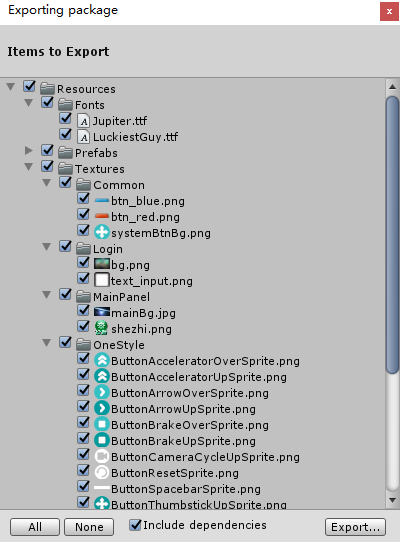 Exporting package
x
Items to Export
Resources
Fonts
Jupiter.ttf
LuckiestGuy.ttf
Prefabs
Textures
Common
btn_blue.png
btn_red.png
systemBtnBg.png
Login
bg.png
text_input.png
MainPanel
mainBg.jpg
shezhi.png
OneStyle
ButtonAcceleratorOverSprite.png
ButtonAcceleratorUpSprite.png
ButtonArrowOverSprite.png
ButtonArrowUpSprite.png
ButtonBrakeOverSprite.png
ButtonBrakeUpSprite.png
ButtonCameraCycleUpSprite.png
ButtonResetSprite.png
ButtonSpacebarSprite.png
ButtonThumbstickUpSprite.png
All None Include dependencies Export...